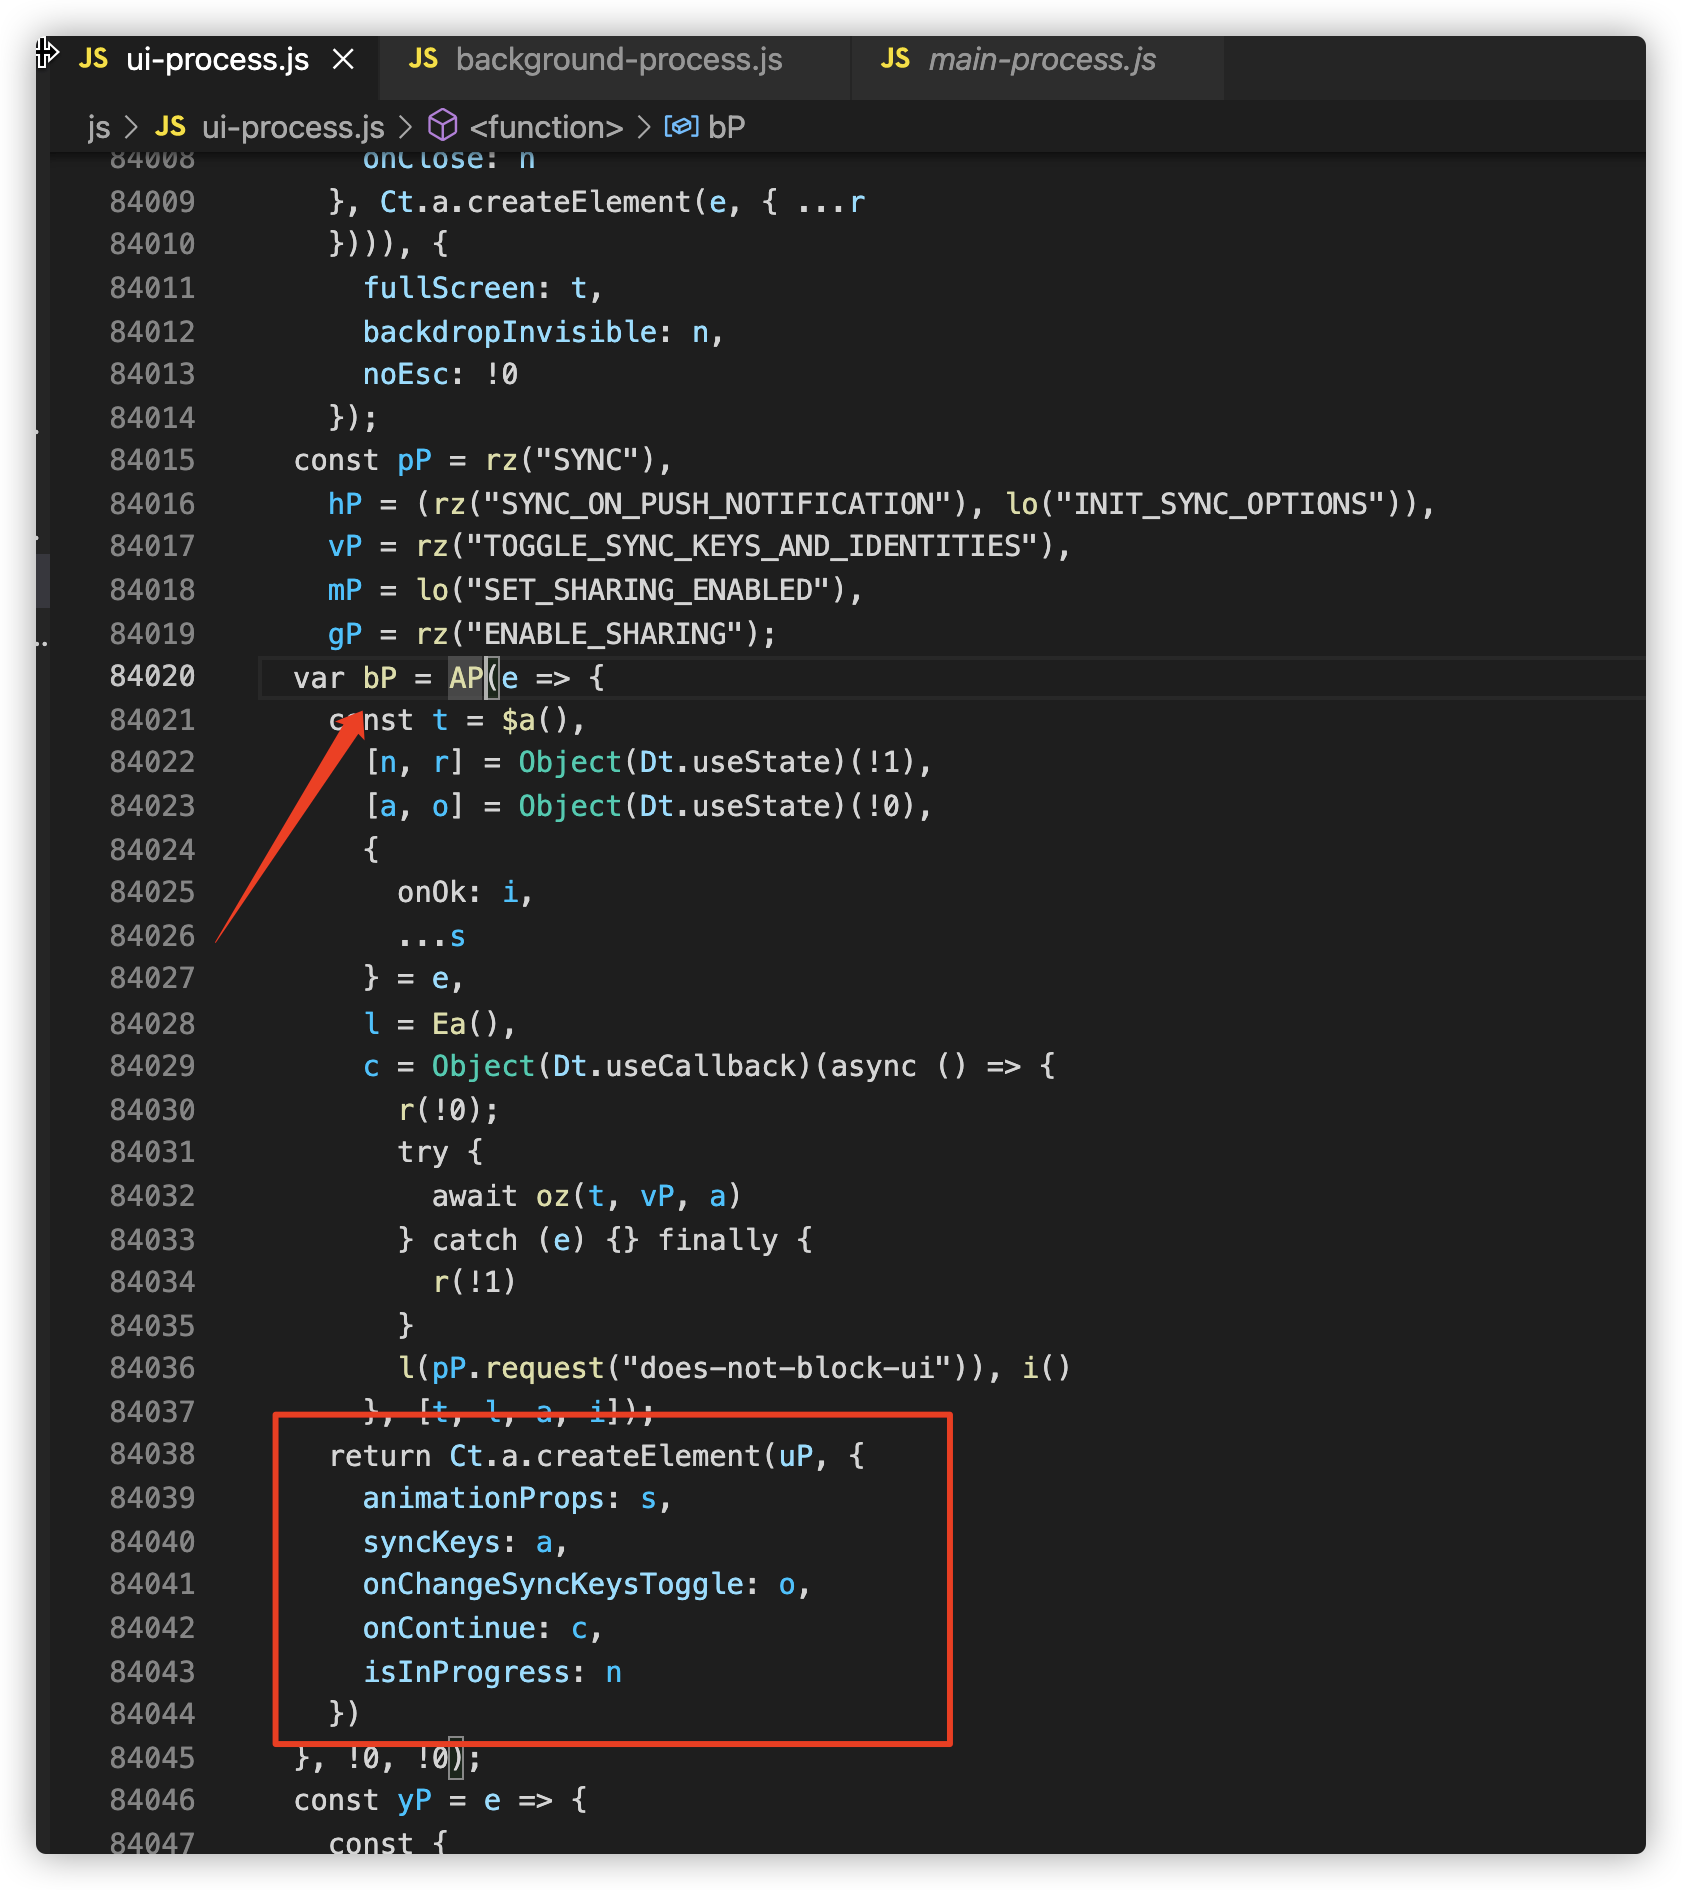 JS ui-process.js × JS background-process.js JS main-process.js
js > JS ui-process.js > <function> > bP
84008 onClose: n
84009 }, Ct.a.createElement(e, { ...r
84010 }))), {
84011 fullScreen: t,
84012 backdropInvisible: n,
84013 noEsc: !0
84014 });
84015 const pP = rz("SYNC"),
84016 hP = (rz("SYNC_ON_PUSH_NOTIFICATION"), lo("INIT_SYNC_OPTIONS")),
84017 vP = rz("TOGGLE_SYNC_KEYS_AND_IDENTITIES"),
84018 mP = lo("SET_SHARING_ENABLED"),
84019 gP = rz("ENABLE_SHARING");
84020 var bP = AP(e => {
84021 const t = $a(),
84022 [n, r] = Object(Dt.useState)(!1),
84023 [a, o] = Object(Dt.useState)(!0),
84024 {
84025 onOk: i,
84026 ...s
84027 } = e,
84028 l = Ea(),
84029 c = Object(Dt.useCallback)(async () => {
84030 r(!0);
84031 try {
84032 await oz(t, vP, a)
84033 } catch (e) {} finally {
84034 r(!1)
84035 }
84036 l(pP.request("does-not-block-ui")), i()
84037 }, [t, l, a, i]);
84038 return Ct.a.createElement(uP, {
84039 animationProps: s,
84040 syncKeys: a,
84041 onChangeSyncKeysToggle: o,
84042 onContinue: c,
84043 isInProgress: n
84044 })
84045 }, !0, !0);
84046 const yP = e => {
84047 const {